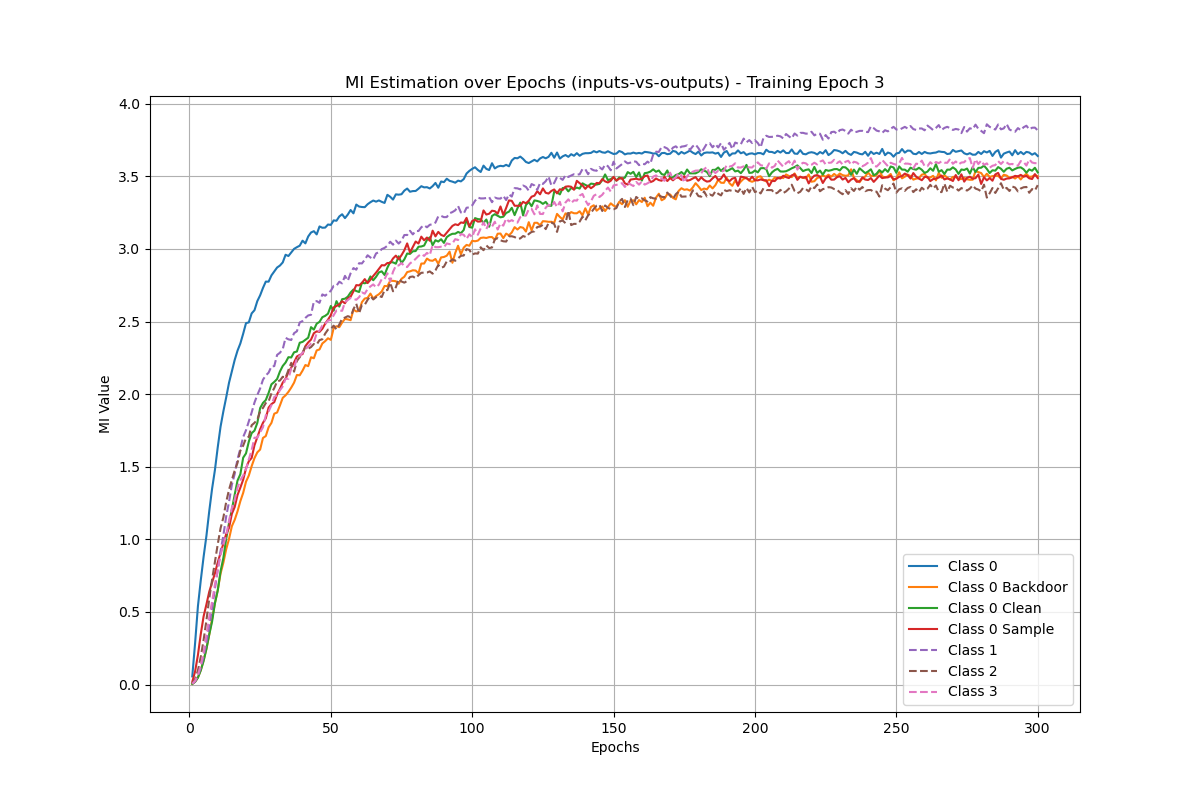 MI Estimation over Epochs (inputs-vs-outputs) - Training Epoch 3
MI Value
4.0
3.5
3.0
2.5
2.0
1.5
1.0
0.5
0.0
0 50 100 150 200 250 300
Epochs
Class 0
Class 0 Backdoor
Class 0 Clean
Class 0 Sample
Class 1
Class 2
Class 3